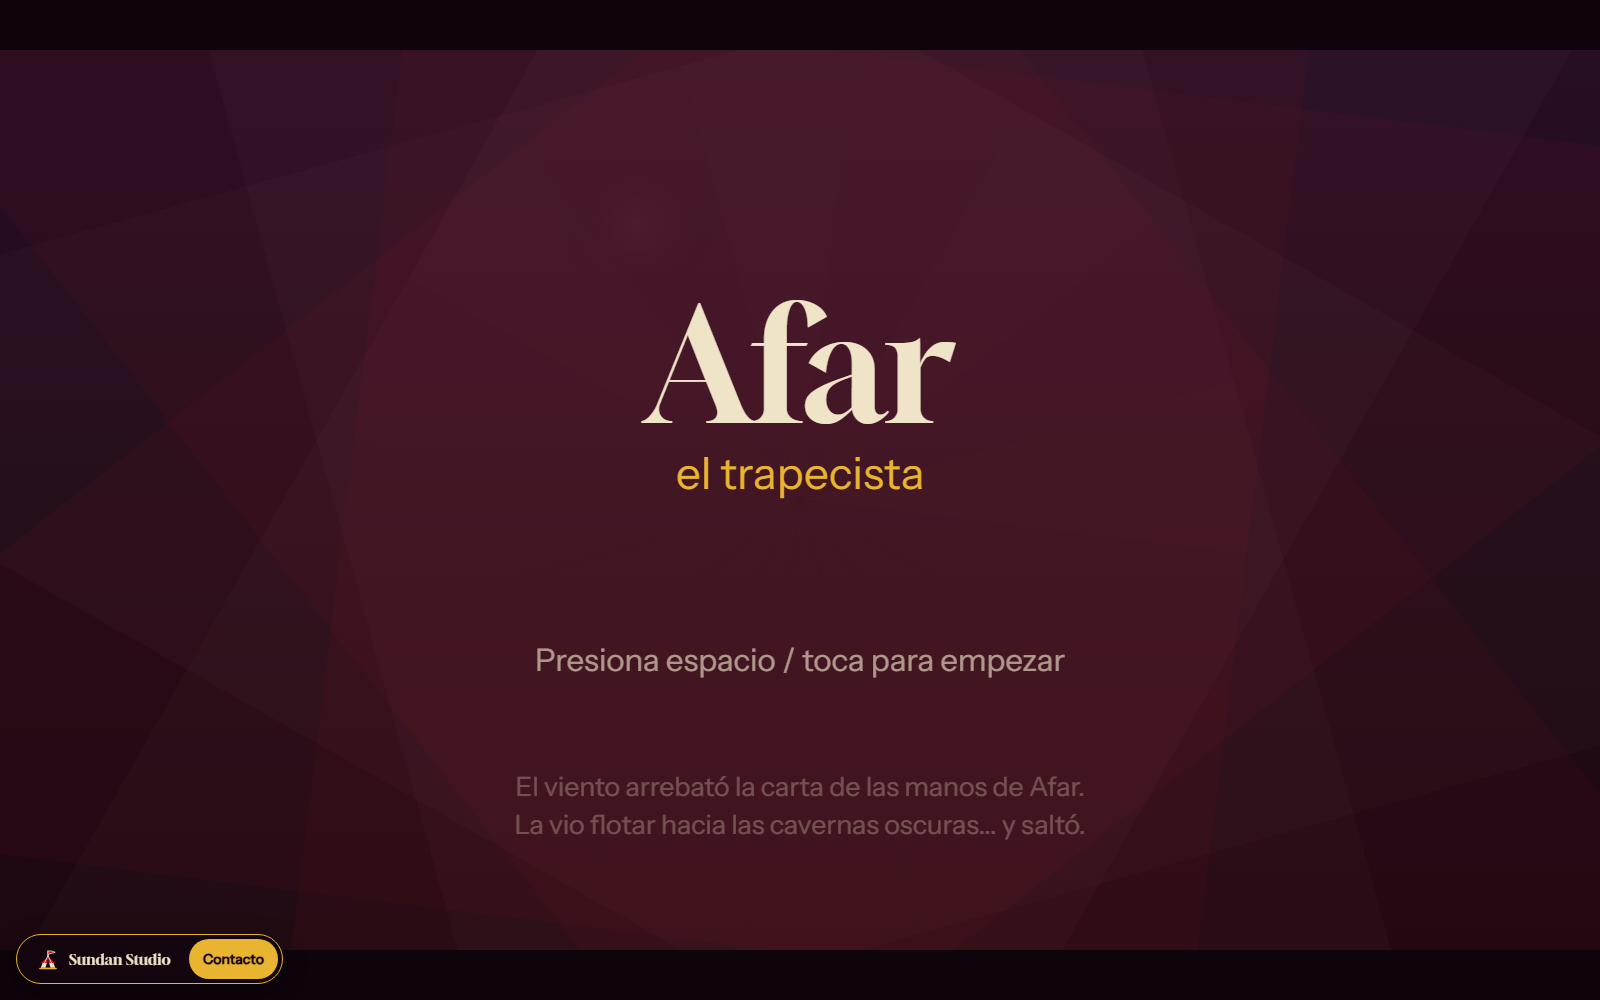 Afar
el trapecista
Presiona espacio / toca para empezar
El viento arrebató la carta de las manos de Afar.
La vio flotar hacia las cavernas oscuras... y saltó.
Sundan Studio
Contacto